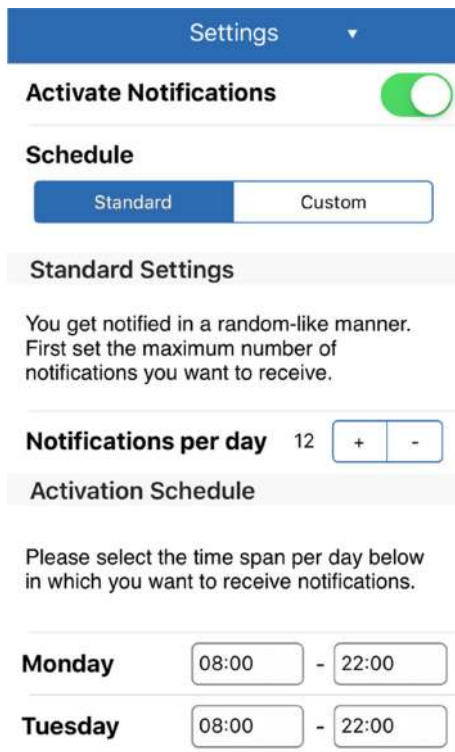 Settings ▼
Activate Notifications
Schedule
Standard Custom
Standard Settings
You get notified in a random-like manner.
First set the maximum number of
notifications you want to receive.
Notifications per day 12 + -
Activation Schedule
Please select the time span per day below
in which you want to receive notifications.
Monday 08:00 - 22:00
Tuesday 08:00 - 22:00